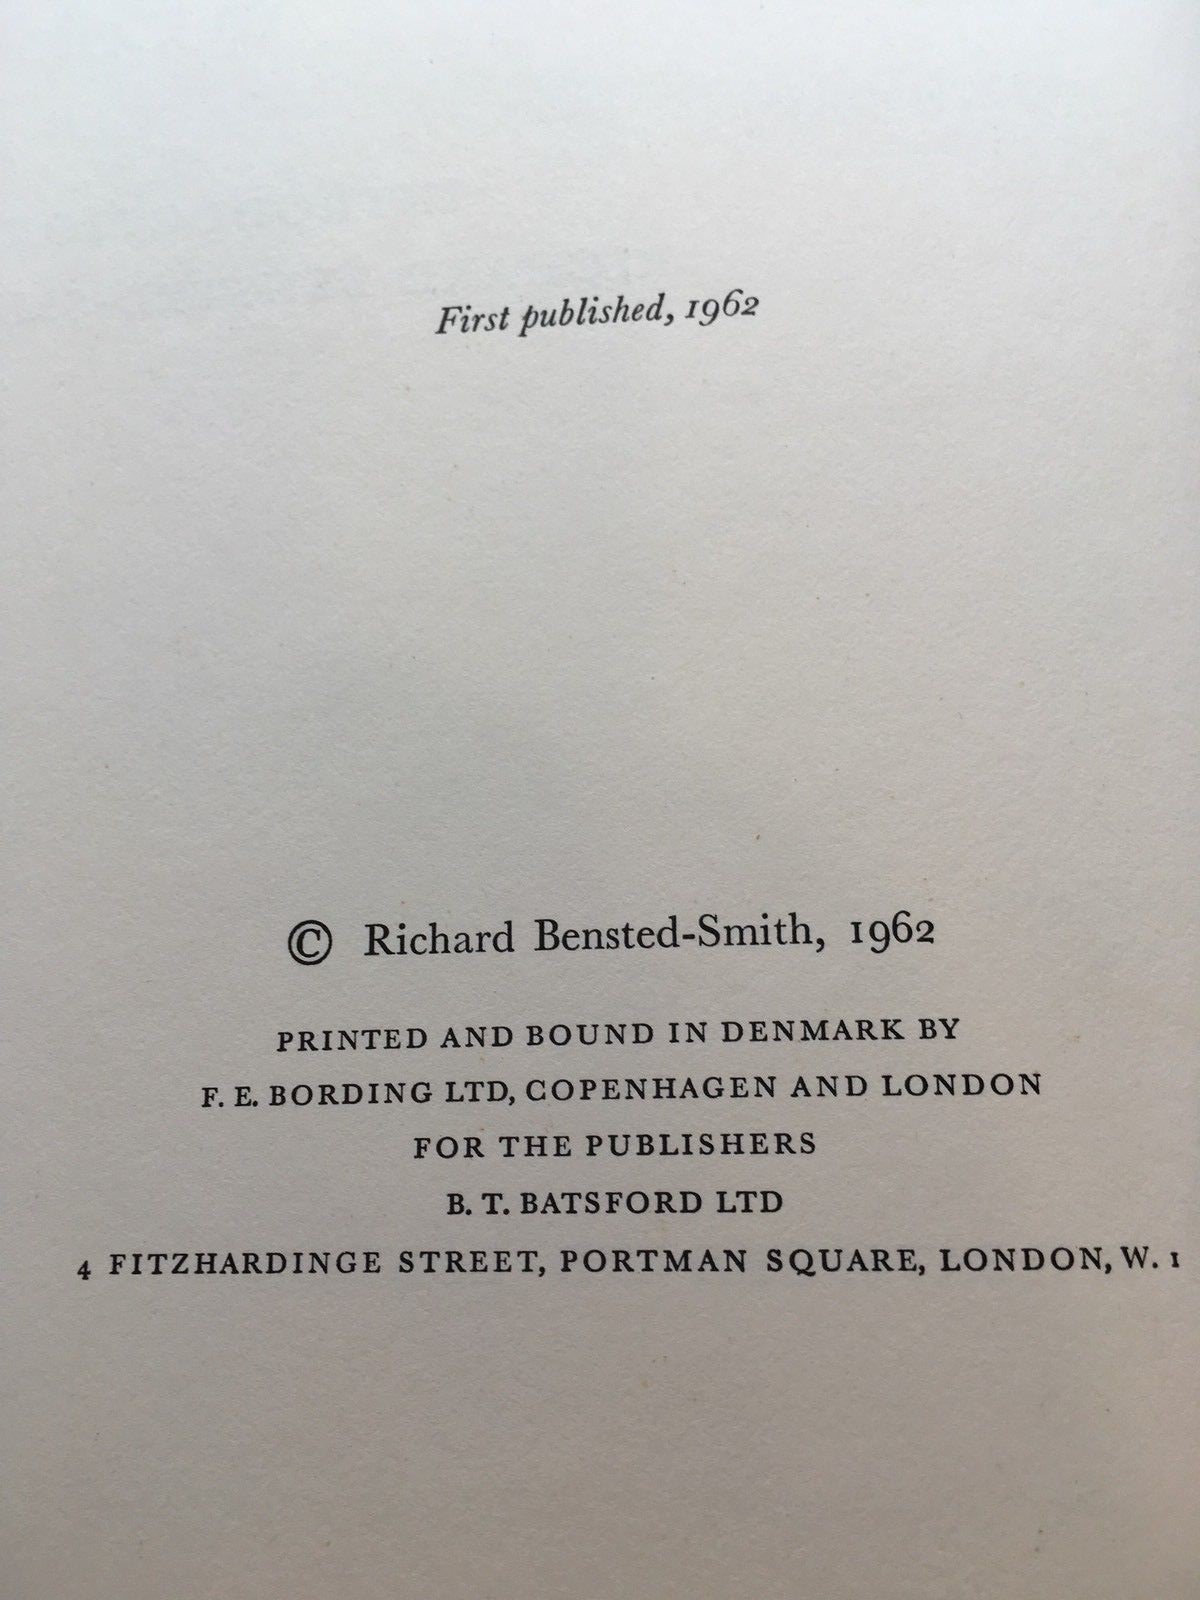 First published, 1962
© Richard Bensted-Smith, 1962
PRINTED AND BOUND IN DENMARK BY
F. E. BORDING LTD, COPENHAGEN AND LONDON
FOR THE PUBLISHERS
B. T. BATSFORD LTD
4 FITZHARDINGE STREET, PORTMAN SQUARE, LONDON, W. 1